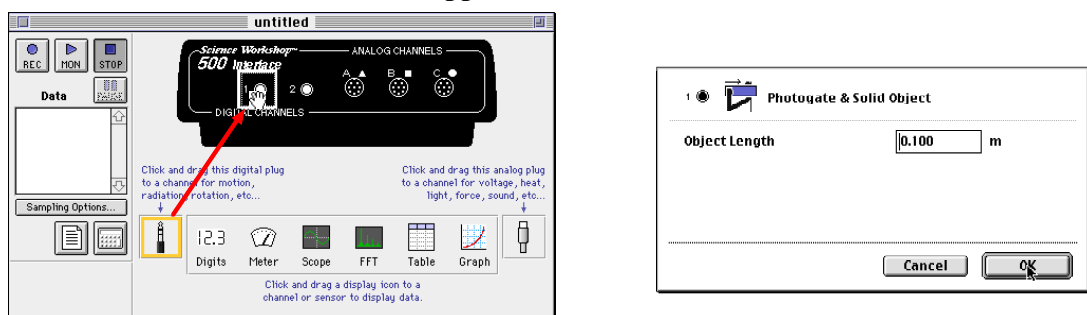 untitled
REC MON STOP
Data
Science Workshop™
500 Interface
ANALOG CHANNELS
A B C
1 2
DIGITAL CHANNELS
Click and drag this digital plug
to a channel for motion,
radiation, rotation, etc...
Click and drag this analog plug
to a channel for voltage, heat,
light, force, sound, etc...
Sampling Options...
12.3
Digits Meter Scope FFT Table Graph
Click and drag a display icon to a
channel or sensor to display data.
1 Photogate & Solid Object
Object Length 0.100 m
Cancel OK